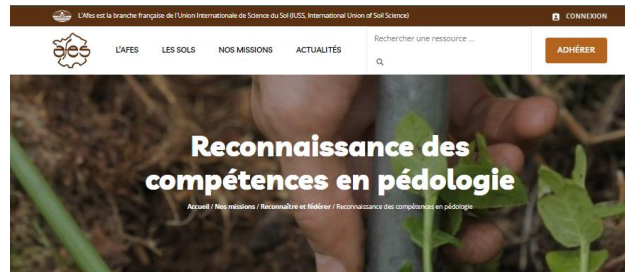 L'Afes est la branche française de l'Union Internationale de Science du Sol (IUSS, International Union of Soil Science)
CONNEXION
afes
L'AFES
LES SOLS
NOS MISSIONS
ACTUALITÉS
Rechercher une ressource ...
ADHÉRER
Reconnaissance des
compétences en pédologie
Accueil / Nos missions / Reconnaître et fédérer / Reconnaissance des compétences en pédologie